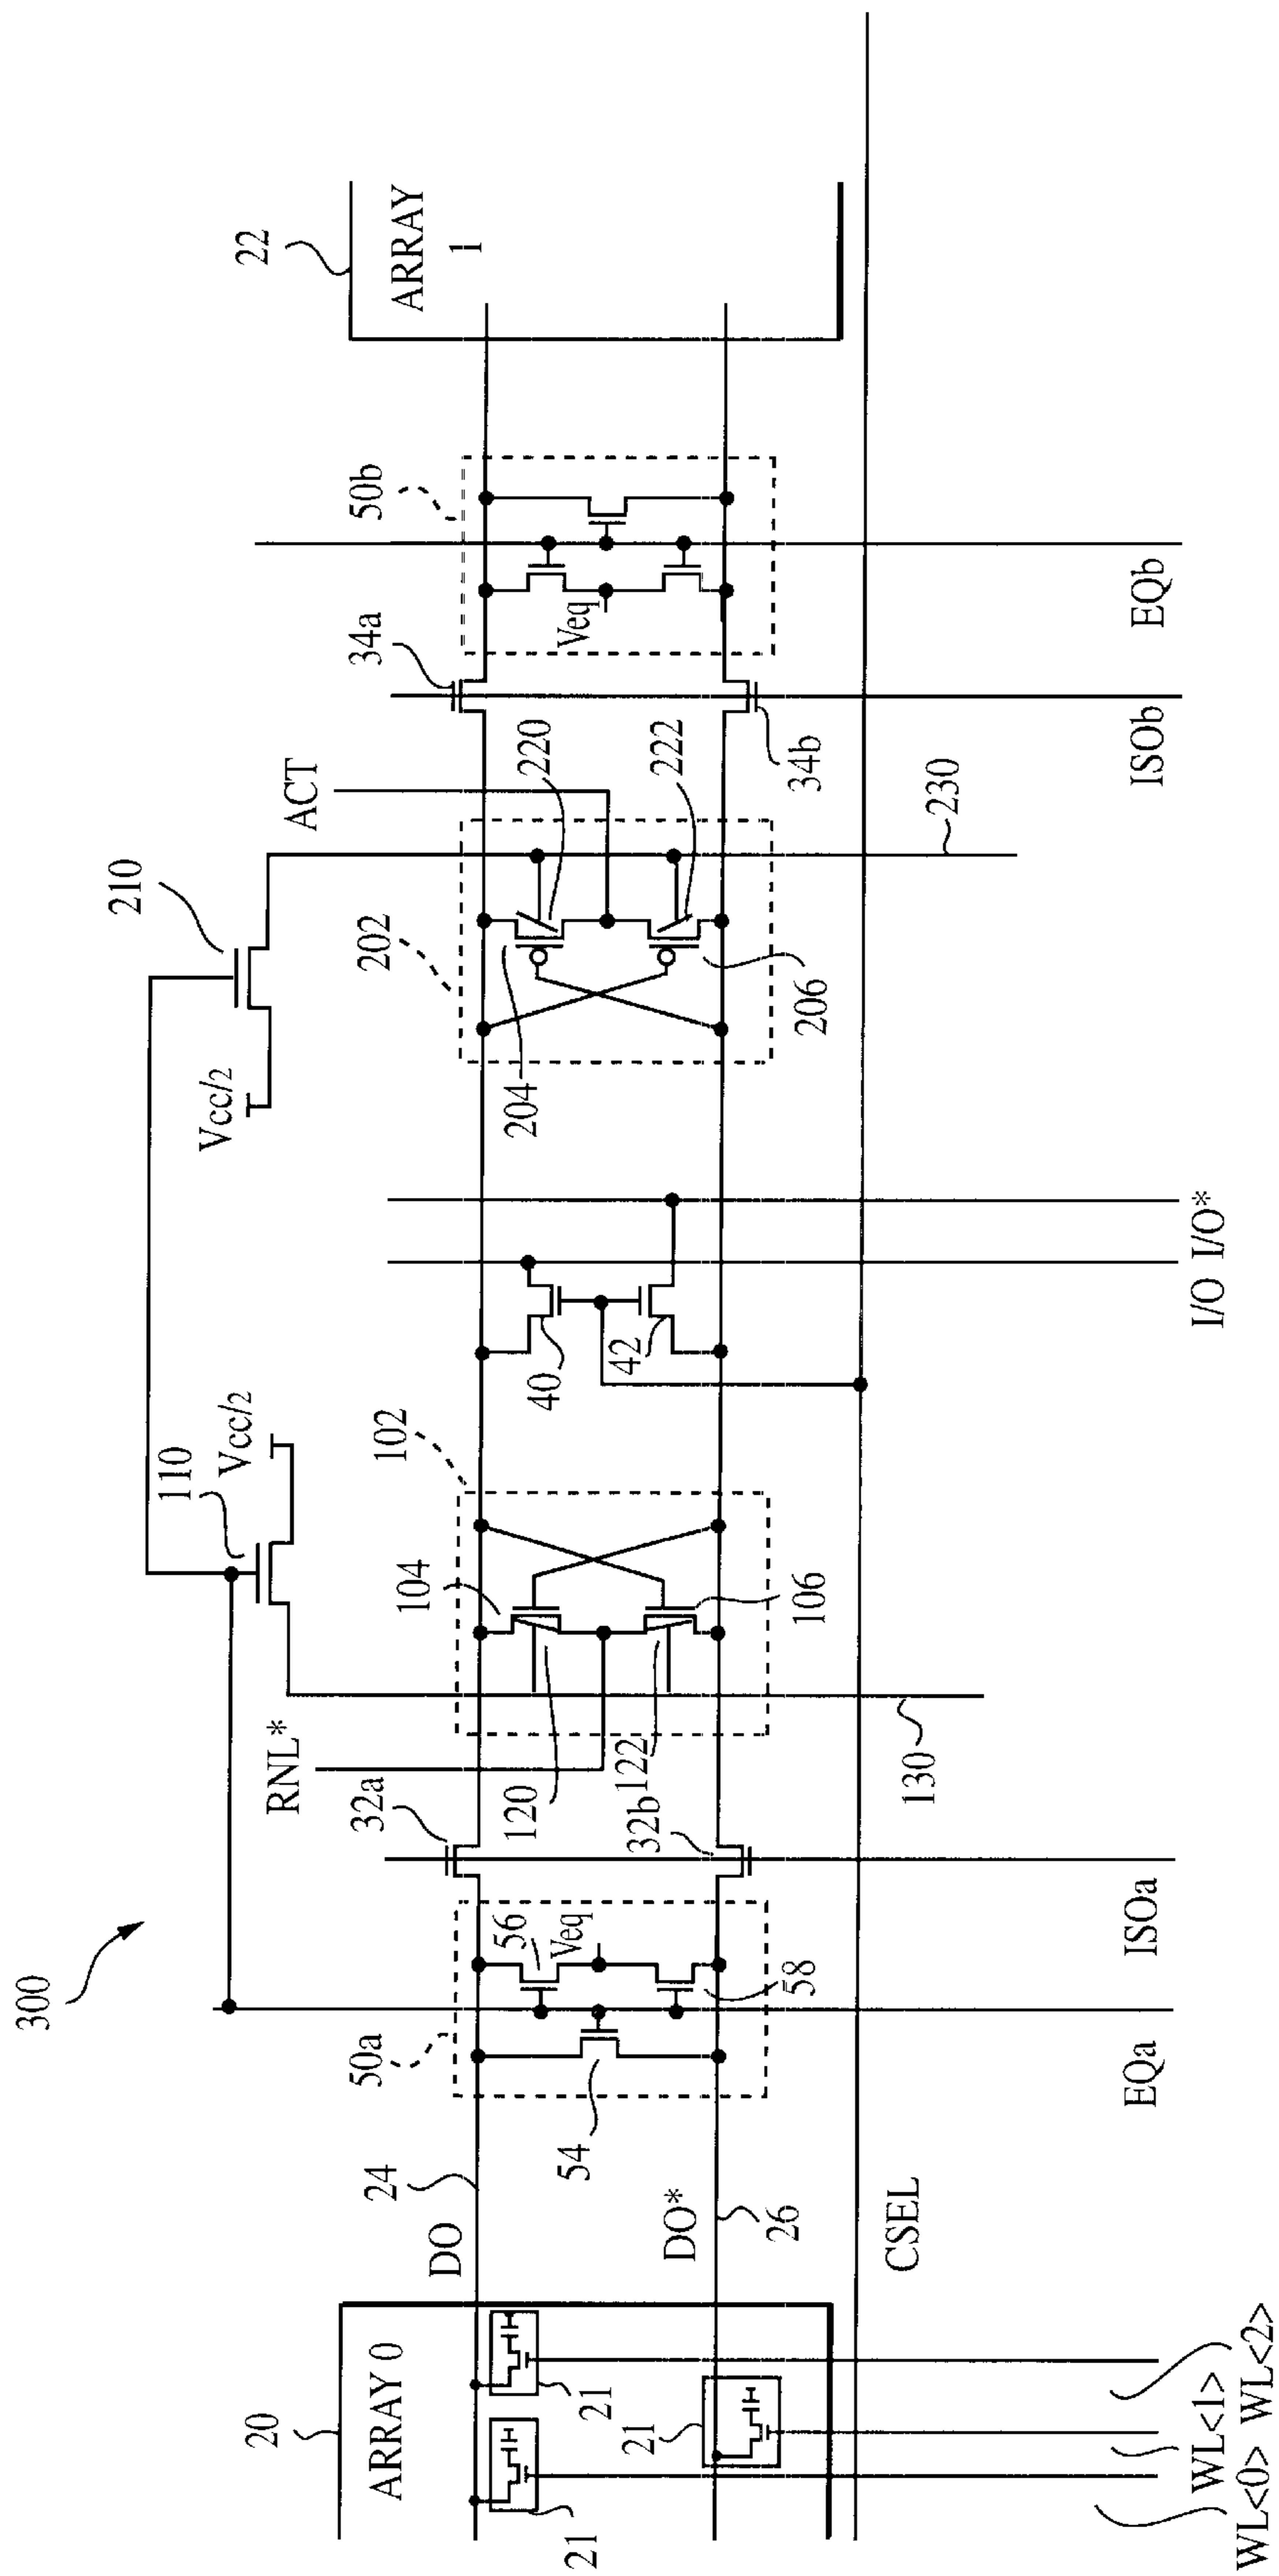 300
RNL*
110
Vcc/2
210
Vcc/2
ACT
22
ARRAY
1
20
ARRAY 0
DO
24
50a
56
Veq
54
58
32a
32b
120
122
104
106
102
40
42
202
204
206
220
222
34a
34b
50b
Veq
DO*
26
21
21
21
CSEL
130
230
WL<0>
WL<1>
WL<2>
EQa
ISOa
I/O I/O*
ISOb
EQb